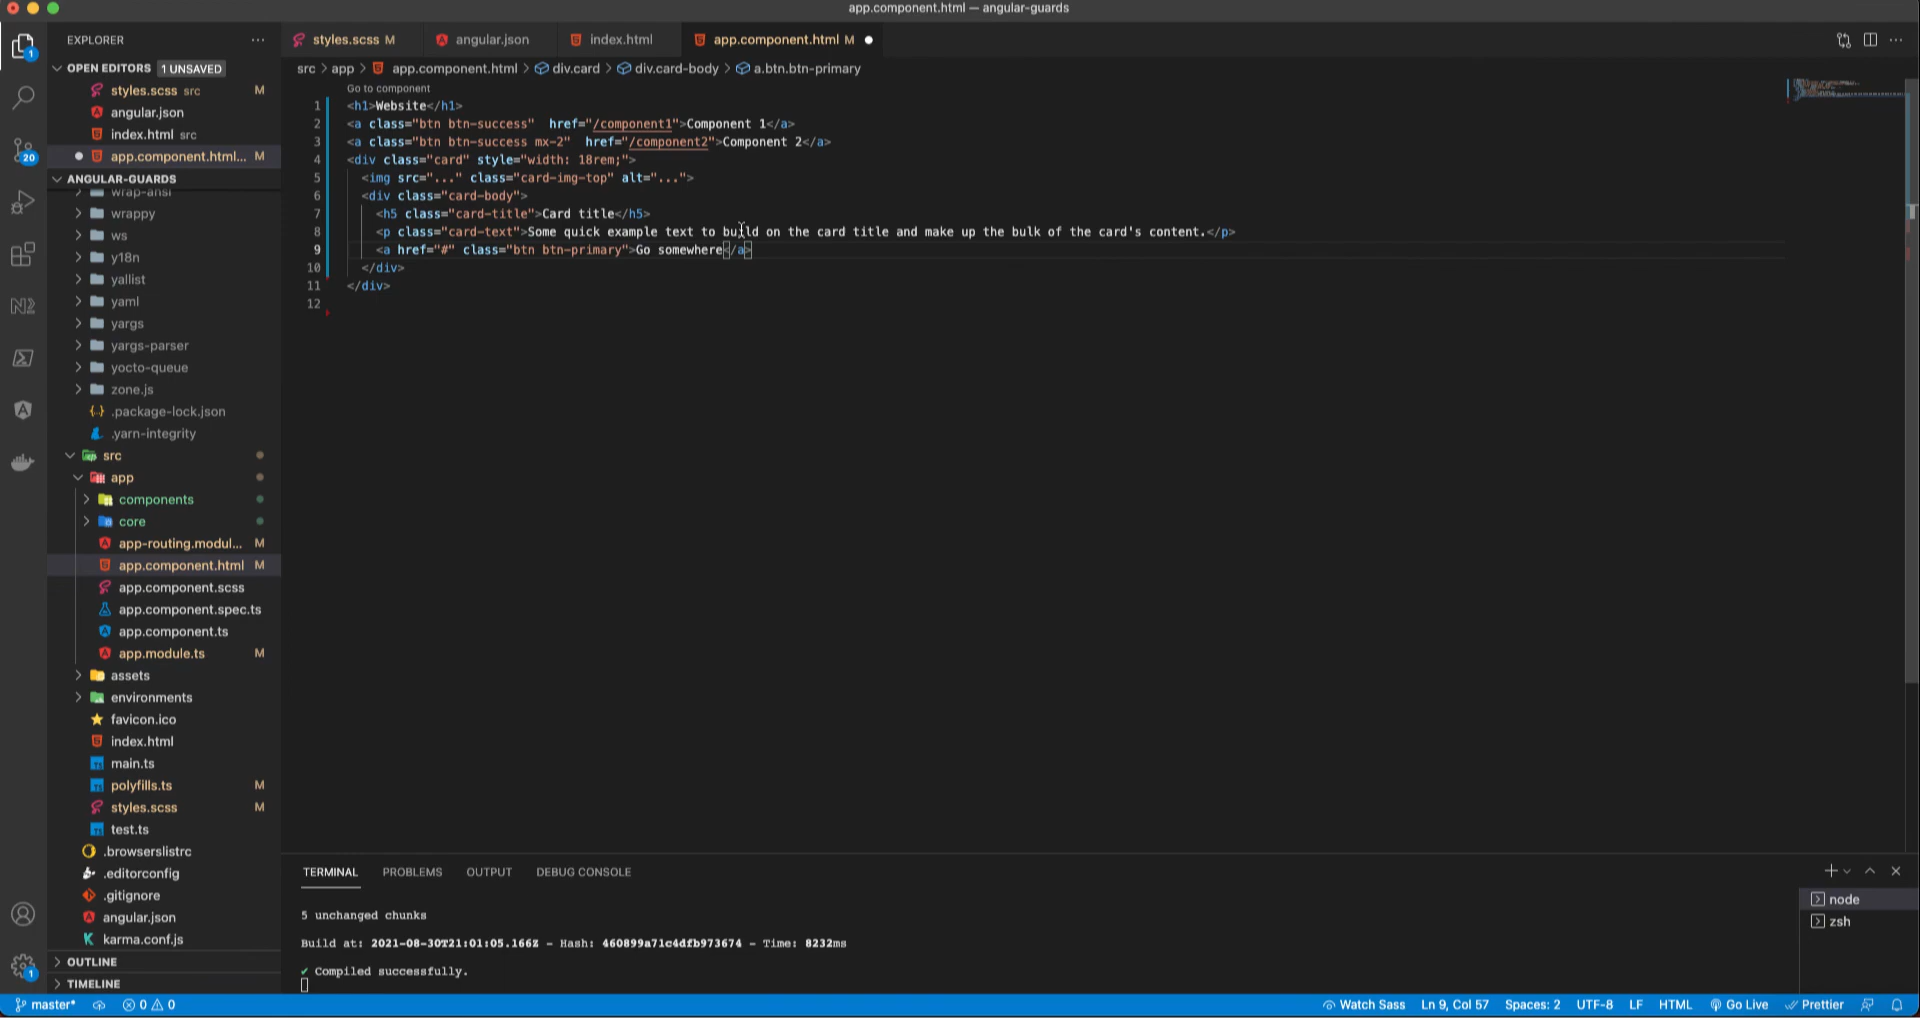 app.component.html — angular-guards
EXPLORER
OPEN EDITORS 1 UNSAVED
styles.scss src M
angular.json
index.html src
app.component.html... M
ANGULAR-GUARDS
wrap-ansi
wrappy
ws
y18n
yallist
yaml
yargs
yargs-parser
yocto-queue
zone.js
.package-lock.json
.yarn-integrity
src
app
components
core
app-routing.modul... M
app.component.html M
app.component.scss
app.component.spec.ts
app.component.ts
app.module.ts M
assets
environments
favicon.ico
index.html
main.ts
polyfills.ts M
styles.scss M
test.ts
.browserslistrc
.editorconfig
.gitignore
angular.json
karma.conf.js
OUTLINE
TIMELINE
1
20
1
styles.scss M angular.json index.html app.component.html M
src > app > app.component.html > div.card > div.card-body > a.btn.btn-primary
Go to component
1 <h1>Website</h1>
2 <a class="btn btn-success"  href="/component1">Component 1</a>
3 <a class="btn btn-success mx-2"  href="/component2">Component 2</a>
4 <div class="card" style="width: 18rem;">
5 <img src="..." class="card-img-top" alt="...">
6 <div class="card-body">
7 <h5 class="card-title">Card title</h5>
8 <p class="card-text">Some quick example text to build on the card title and make up the bulk of the card's content.</p>
9 <a href="#" class="btn btn-primary">Go somewhere</a>
10 </div>
11 </div>
12
TERMINAL PROBLEMS OUTPUT DEBUG CONSOLE
5 unchanged chunks
Build at: 2021-08-30T21:01:05.166Z - Hash: 460899a71c4dfb973674 - Time: 8232ms
✔ Compiled successfully.
node
zsh
master* 0 0 Watch Sass Ln 9, Col 57 Spaces: 2 UTF-8 LF HTML Go Live Prettier